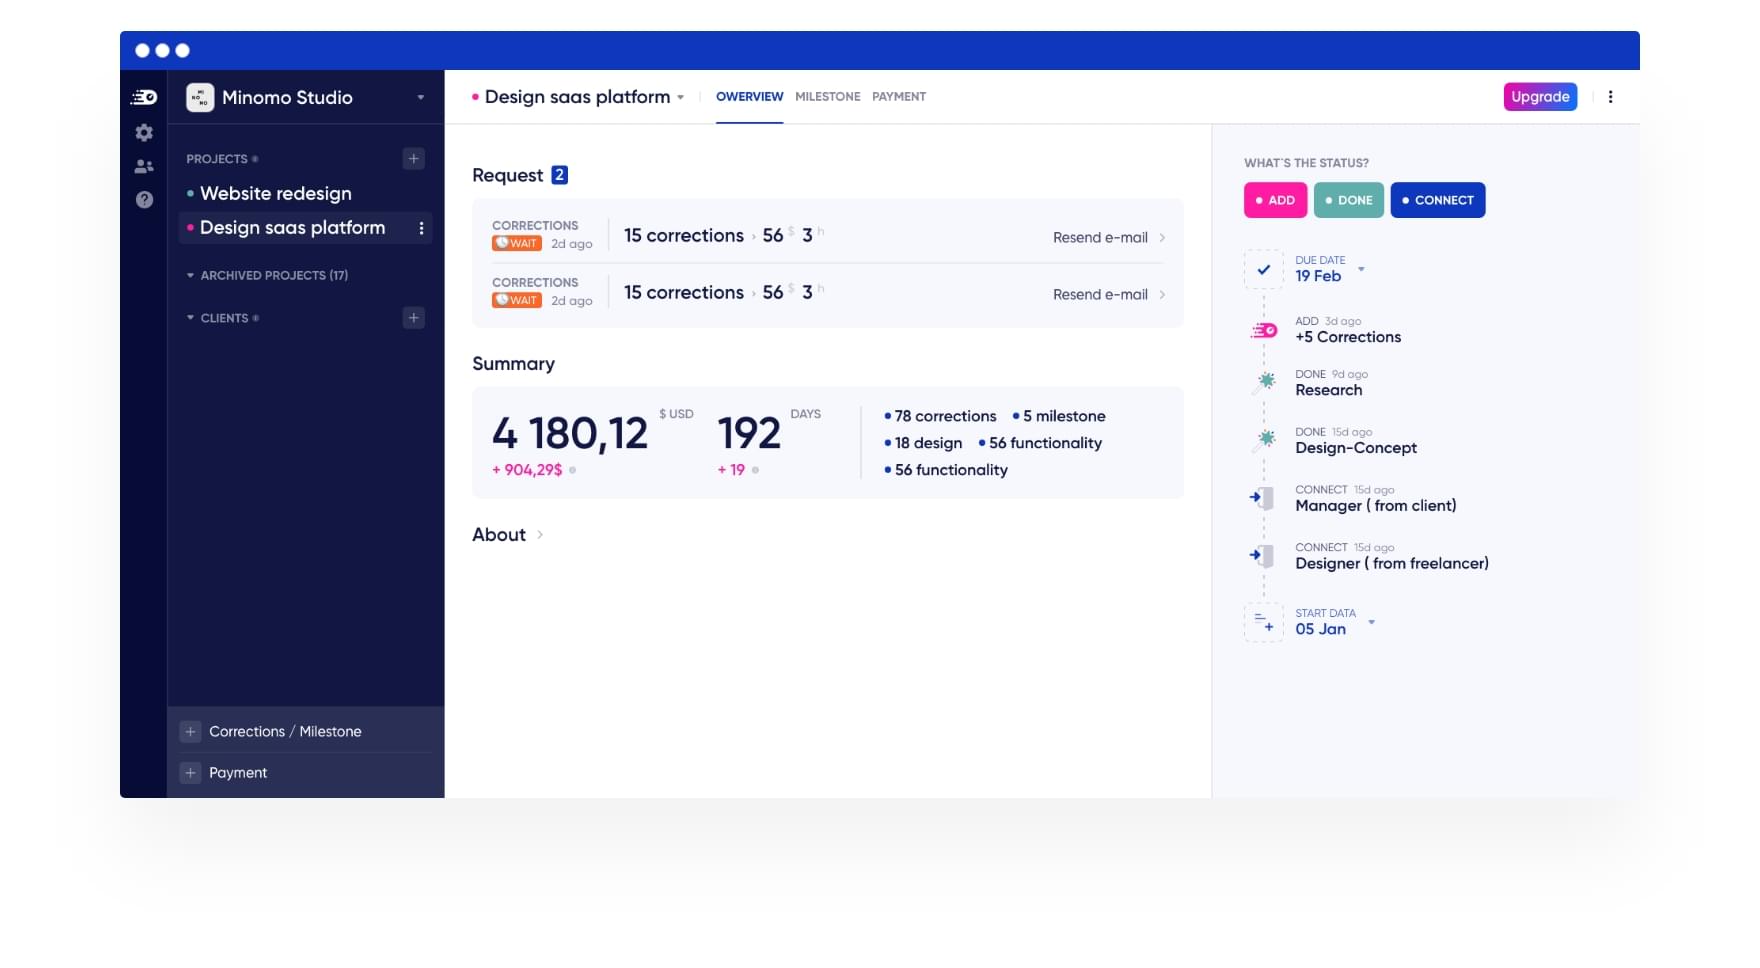 MI
NO
MO
Minomo Studio
PROJECTS
Website redesign
Design saas platform
ARCHIVED PROJECTS (17)
CLIENTS
Corrections / Milestone
Payment
Design saas platform
OWERVIEW MILESTONE PAYMENT
Upgrade
Request 2
CORRECTIONS
WAIT 2d ago
15 corrections 56 $ 3 h
Resend e-mail
CORRECTIONS
WAIT 2d ago
15 corrections 56 $ 3 h
Resend e-mail
Summary
4 180,12 $ USD
+ 904,29$
192 DAYS
+ 19
78 corrections 5 milestone
18 design 56 functionality
56 functionality
About
WHAT`S THE STATUS?
ADD DONE CONNECT
DUE DATE
19 Feb
ADD 3d ago
+5 Corrections
DONE 9d ago
Research
DONE 15d ago
Design-Concept
CONNECT 15d ago
Manager ( from client)
CONNECT 15d ago
Designer ( from freelancer)
START DATA
05 Jan